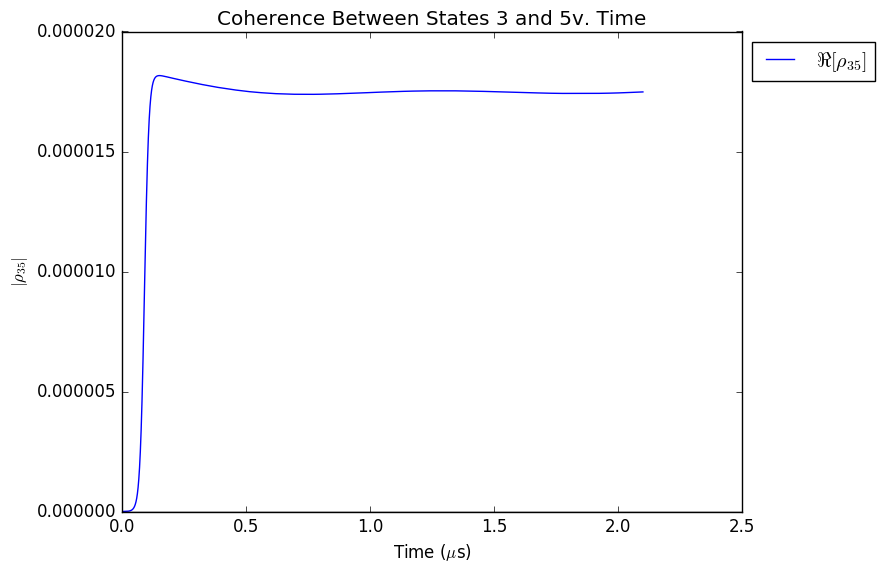 Coherence Between States 3 and 5v. Time
ℜ[ρ₃₅]
0.000020
0.000015
0.000010
0.000005
0.000000
|ρ₃₅|
0.0 0.5 1.0 1.5 2.0 2.5
Time (μs)